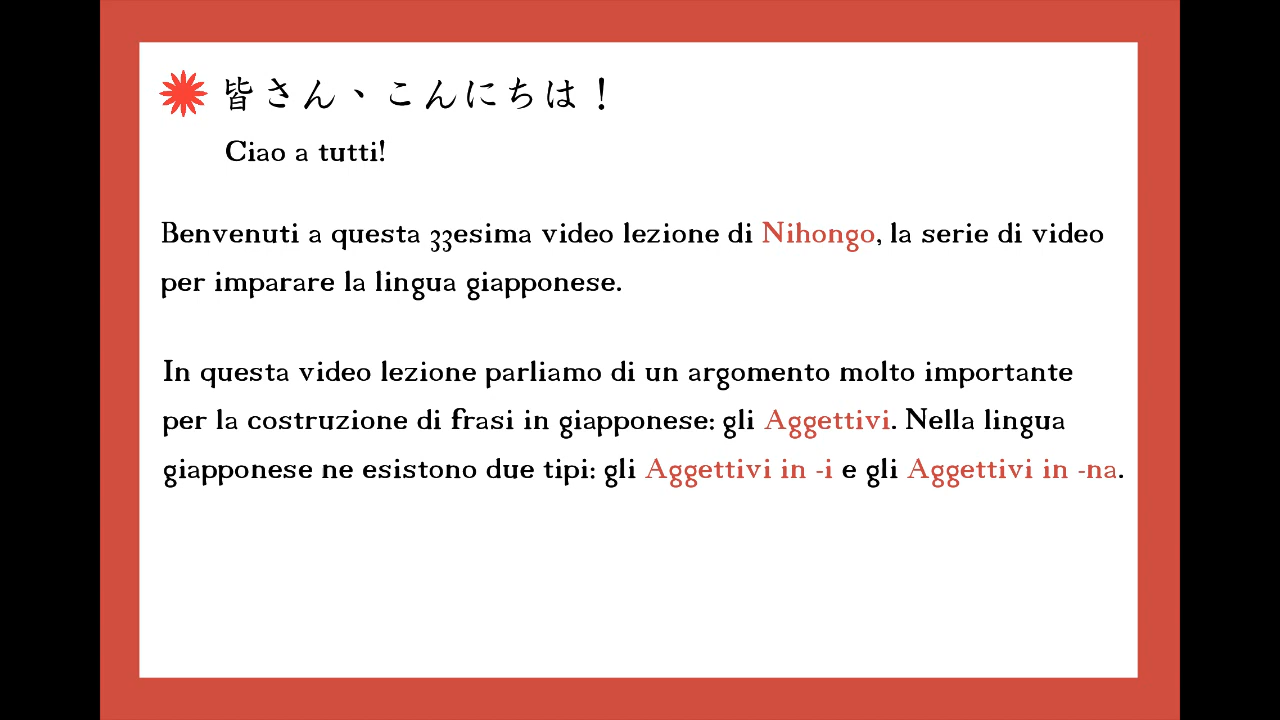 皆さん、こんにちは！
Ciao a tutti!
Benvenuti a questa 33esima video lezione di Nihongo, la serie di video
per imparare la lingua giapponese.
In questa video lezione parliamo di un argomento molto importante
per la costruzione di frasi in giapponese: gli Aggettivi. Nella lingua
giapponese ne esistono due tipi: gli Aggettivi in -i e gli Aggettivi in -na.